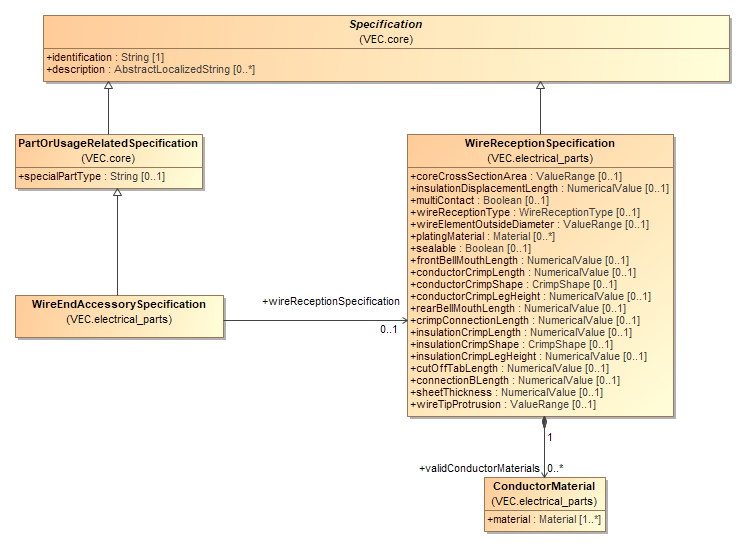 Specification
(VEC.core)
+identification : String [1]
+description : AbstractLocalizedString [0..*]
PartOrUsageRelatedSpecification
(VEC.core)
+specialPartType : String [0..1]
WireReceptionSpecification
(VEC.electrical_parts)
+coreCrossSectionArea : ValueRange [0..1]
+insulationDisplacementLength : NumericalValue [0..1]
+multiContact : Boolean [0..1]
+wireReceptionType : WireReceptionType [0..1]
+wireElementOutsideDiameter : ValueRange [0..1]
+platingMaterial : Material [0..*]
+sealable : Boolean [0..1]
+frontBellMouthLength : NumericalValue [0..1]
+conductorCrimpLength : NumericalValue [0..1]
+conductorCrimpShape : CrimpShape [0..1]
+conductorCrimpLegHeight : NumericalValue [0..1]
+rearBellMouthLength : NumericalValue [0..1]
+crimpConnectionLength : NumericalValue [0..1]
+insulationCrimpLength : NumericalValue [0..1]
+insulationCrimpShape : CrimpShape [0..1]
+insulationCrimpLegHeight : NumericalValue [0..1]
+cutOffTabLength : NumericalValue [0..1]
+connectionBLength : NumericalValue [0..1]
+sheetThickness : NumericalValue [0..1]
+wireTipProtrusion : ValueRange [0..1]
WireEndAccessorySpecification
(VEC.electrical_parts)
+wireReceptionSpecification
0..1
1
+validConductorMaterials 0..*
ConductorMaterial
(VEC.electrical_parts)
+material : Material [1..*]